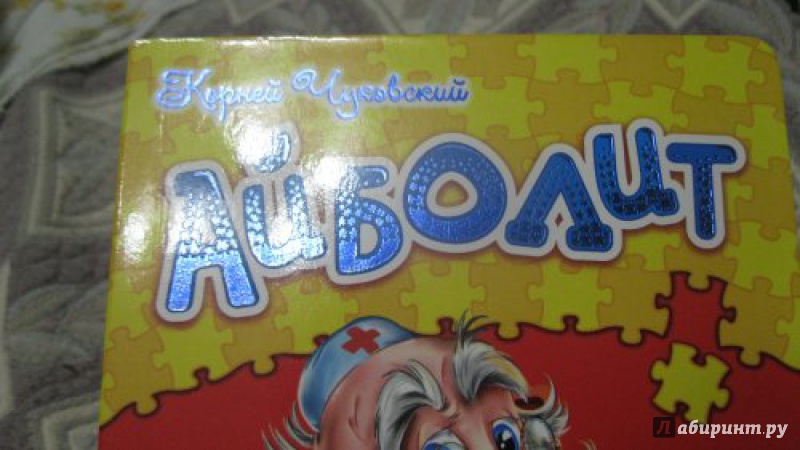 Корней Чуковский
АЙБОЛИТ
Лабиринт.ру